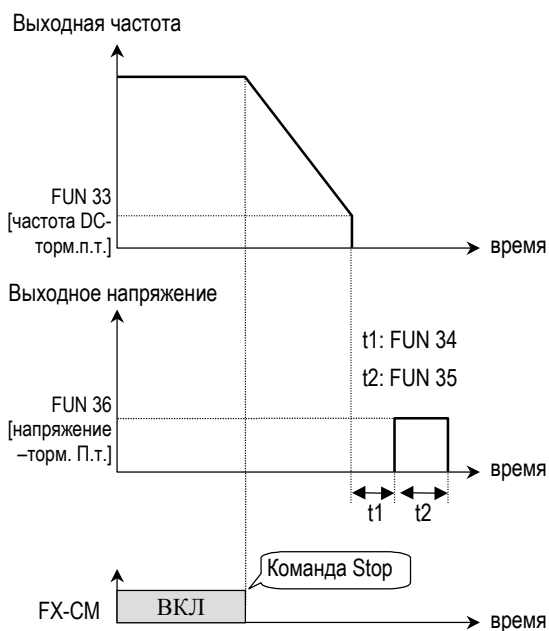 Выходная частота
FUN 33
[частота DC-
торм.п.т.]
время
Выходное напряжение
t1: FUN 34
t2: FUN 35
FUN 36
[напряжение
–торм. П.т.]
время
t1
t2
Команда Stop
FX-CM
ВКЛ
время